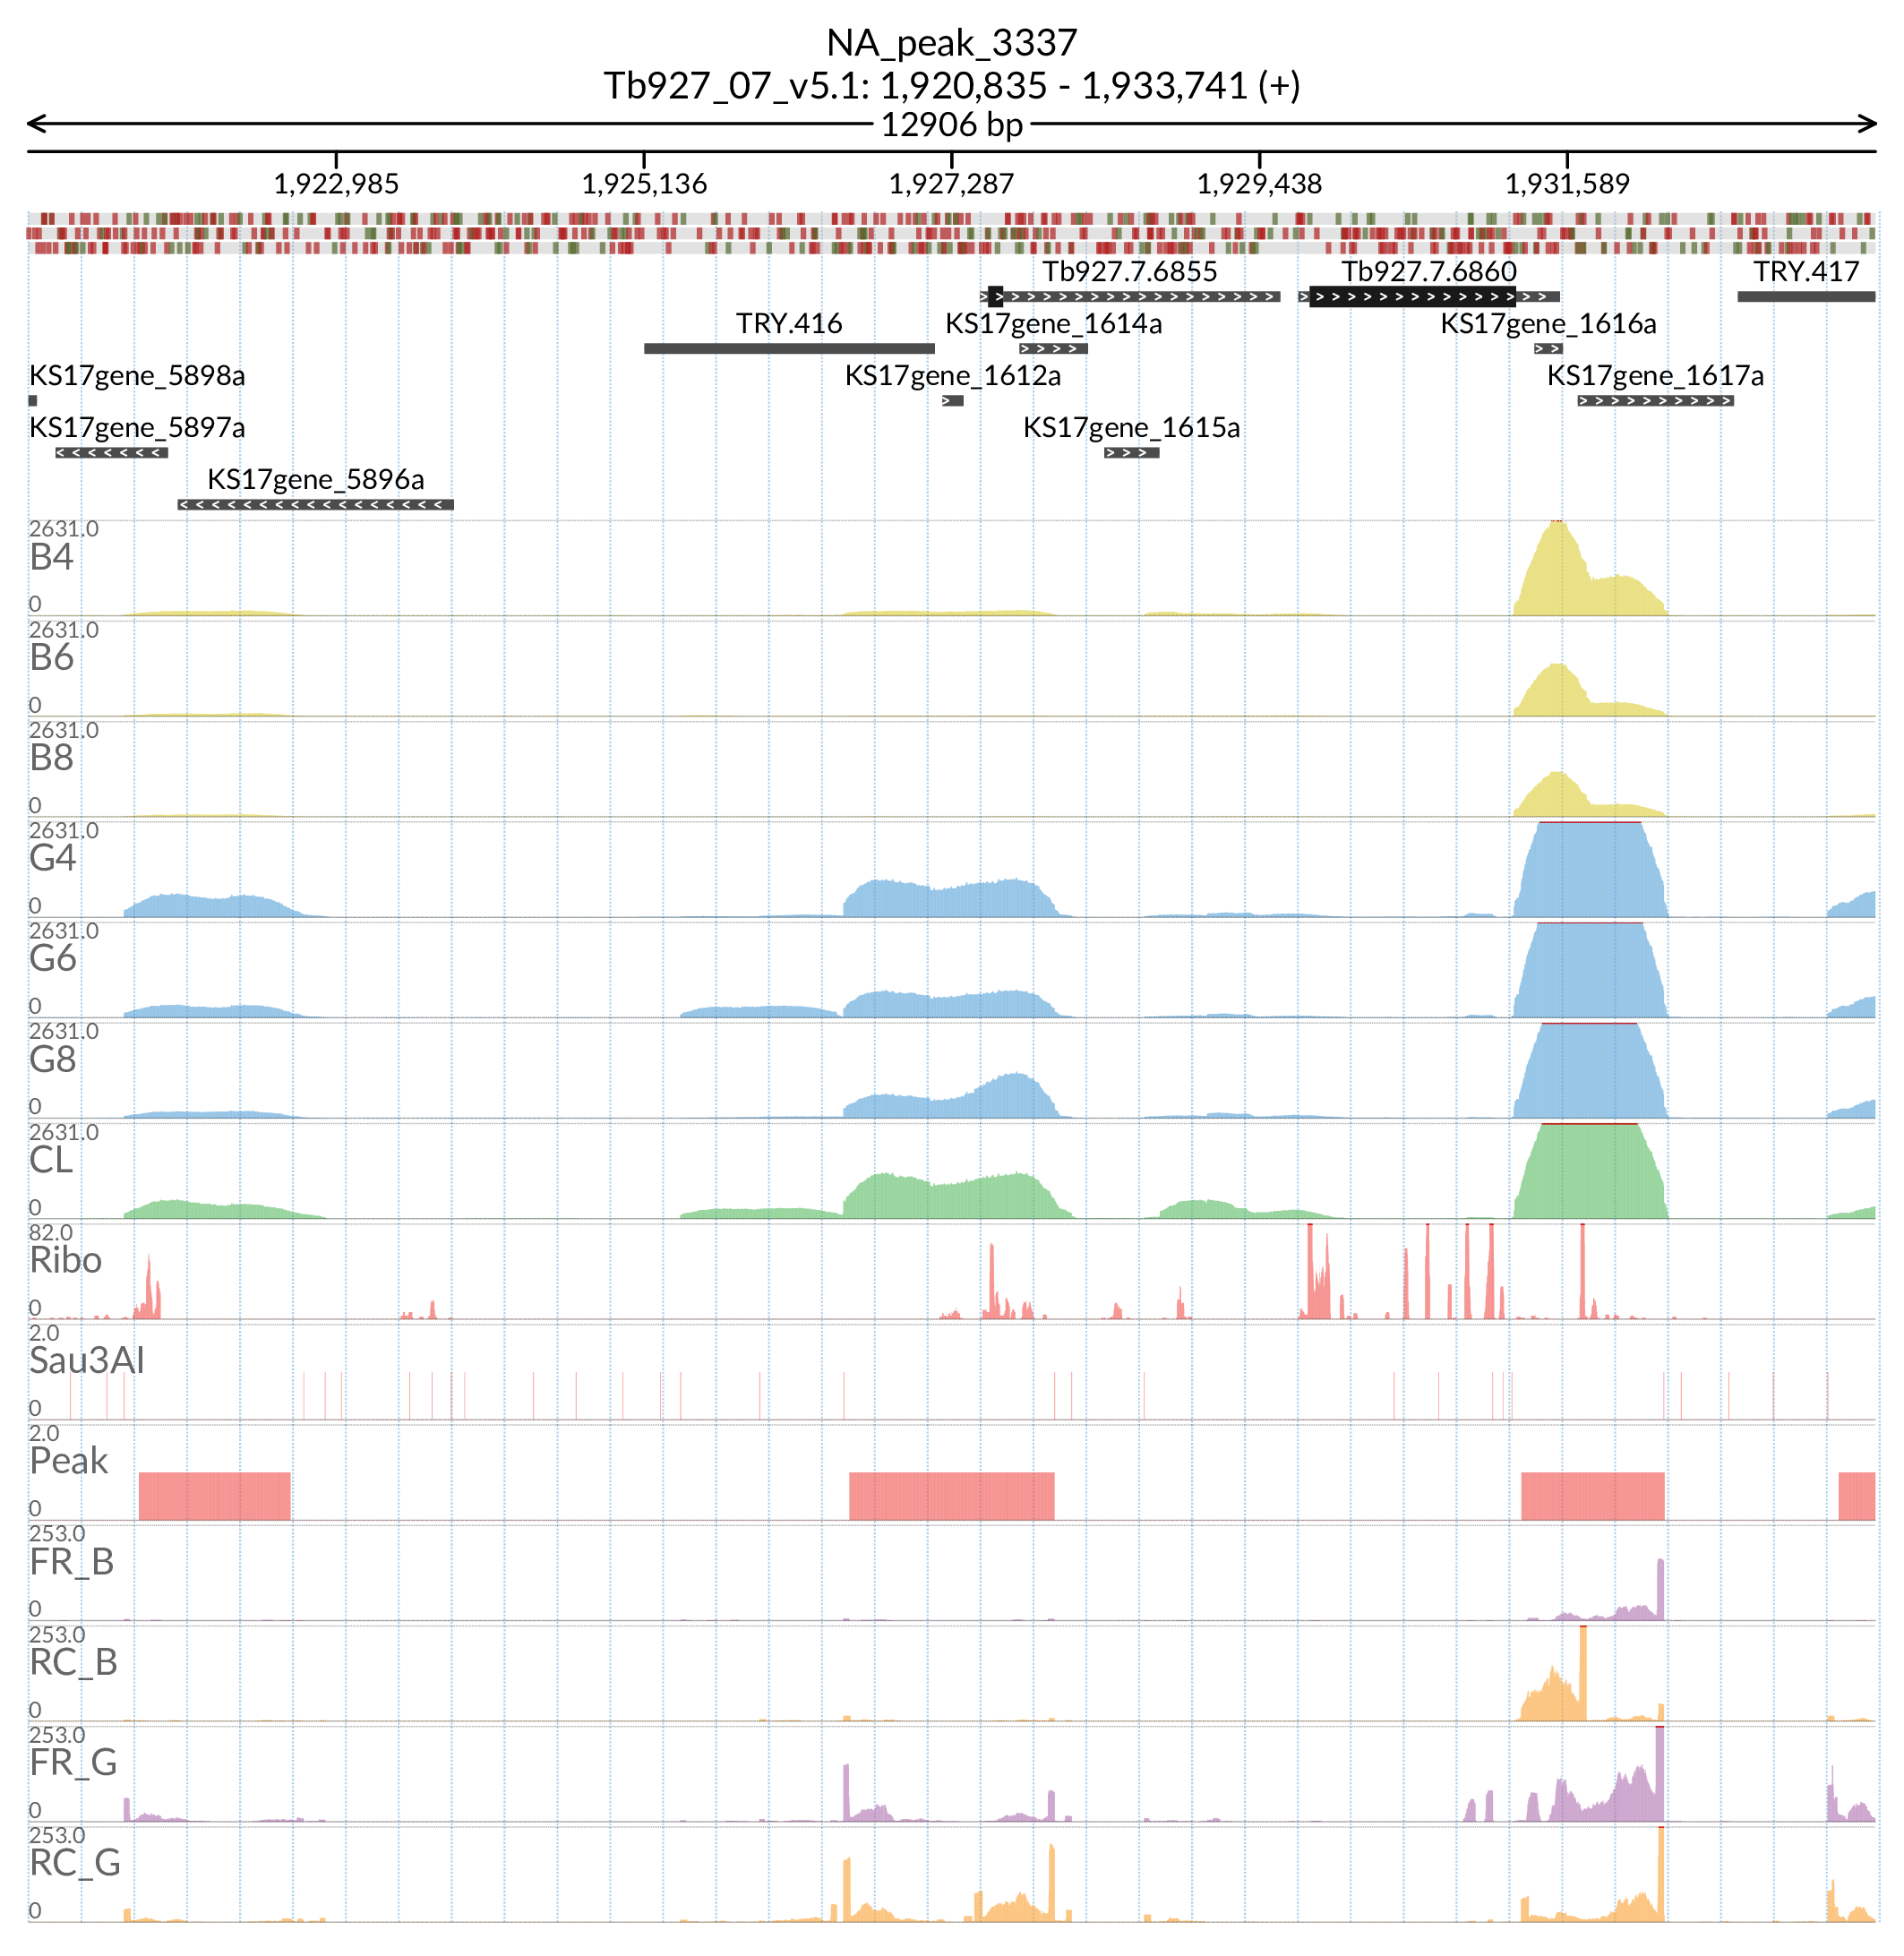 NA_peak_3337
Tb927_07_v5.1: 1,920,835 - 1,933,741 (+)
12906 bp
1,922,985 1,925,136 1,927,287 1,929,438 1,931,589
Tb927.7.6855 Tb927.7.6860 TRY.417
TRY.416 KS17gene_1614a KS17gene_1616a
KS17gene_5898a KS17gene_1612a KS17gene_1617a
KS17gene_5897a KS17gene_1615a
KS17gene_5896a
2631.0
B4
0
2631.0
B6
0
2631.0
B8
0
2631.0
G4
0
2631.0
G6
0
2631.0
G8
0
2631.0
CL
0
82.0
Ribo
0
2.0
Sau3AI
0
2.0
Peak
0
253.0
FR_B
0
253.0
RC_B
0
253.0
FR_G
0
253.0
RC_G
0